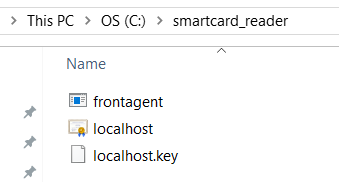 This PC > OS (C:) > smartcard_reader
Name
frontagent
localhost
localhost.key